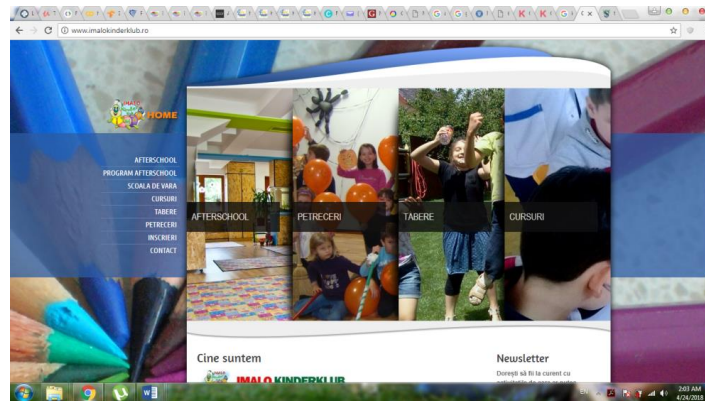 www.imalokinderklub.ro
IMALO
HOME
AFTERSCHOOL
PROGRAM AFTERSCHOOL
SCOALA DE VARA
CURSURI
TABERE
PETRECERI
INSCRIERI
CONTACT
AFTERSCHOOL
PETRECERI
TABERE
CURSURI
Cine suntem
IMALO KINDERKLUB
Newsletter
Dorești să fii la curent cu
2:03 AM
4/24/2018